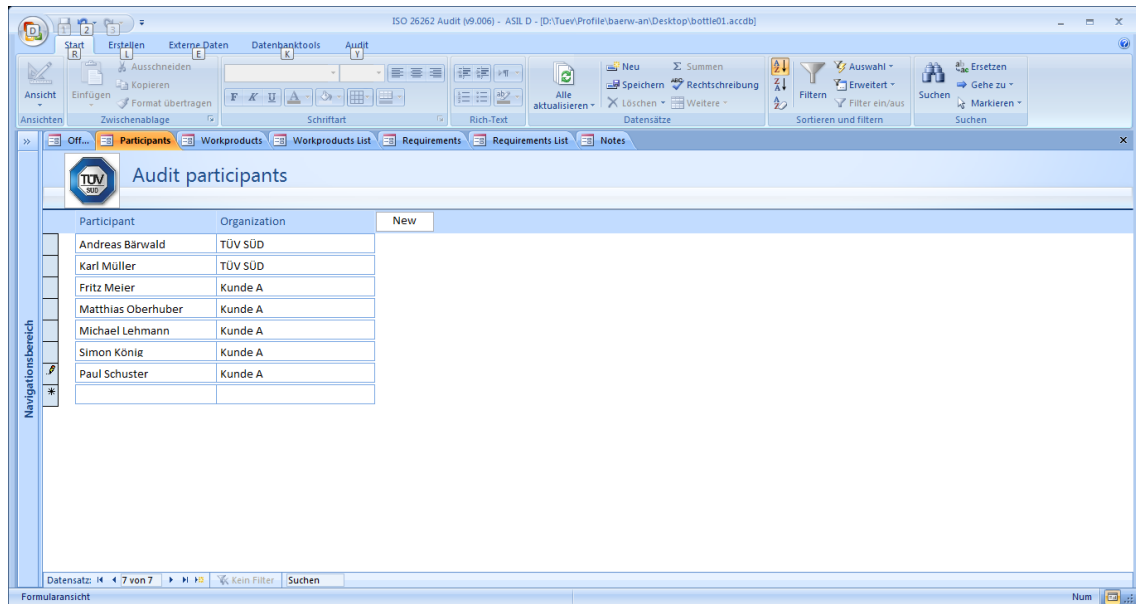 ISO 26262 Audit (v9.006) - ASIL D - [D:\Tuev\Profile\baerw-an\Desktop\bottle01.accdb]
1 2 3
Start Erstellen Externe Daten Datenbanktools Audit
R L E K Y
Ansicht
Einfügen
Ausschneiden
Kopieren
Format übertragen
F K U A
Alle aktualisieren
Neu
Speichern
Löschen
Summen
Rechtschreibung
Weitere
Filtern
Auswahl
Erweitert
Filter ein/aus
Suchen
Ersetzen
Gehe zu
Markieren
Ansichten Zwischenablage Schriftart Rich-Text Datensätze Sortieren und filtern Suchen
Off... Participants Workproducts Workproducts List Requirements Requirements List Notes
TÜV SÜD
Audit participants
Participant Organization New
Andreas Bärwald TÜV SÜD
Karl Müller TÜV SÜD
Fritz Meier Kunde A
Matthias Oberhuber Kunde A
Michael Lehmann Kunde A
Simon König Kunde A
Paul Schuster Kunde A
Navigationsbereich
Datensatz: 7 von 7 Kein Filter Suchen
Formularansicht Num